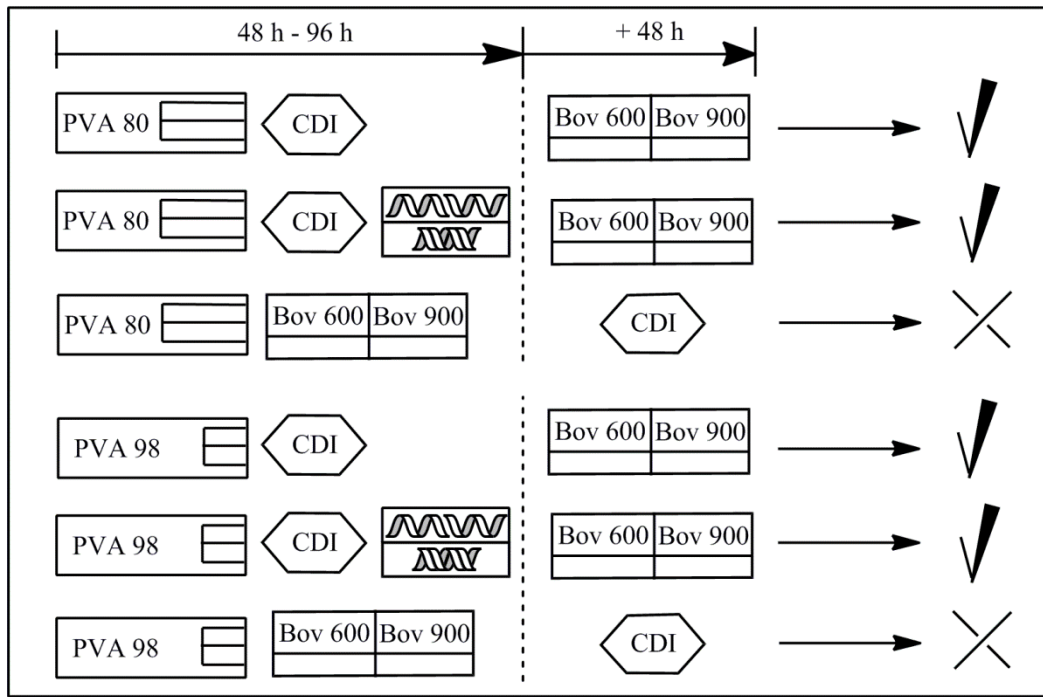 48 h - 96 h + 48 h
PVA 80 CDI Bov 600 Bov 900
PVA 80 CDI Bov 600 Bov 900
PVA 80 Bov 600 Bov 900 CDI
PVA 98 CDI Bov 600 Bov 900
PVA 98 CDI Bov 600 Bov 900
PVA 98 Bov 600 Bov 900 CDI